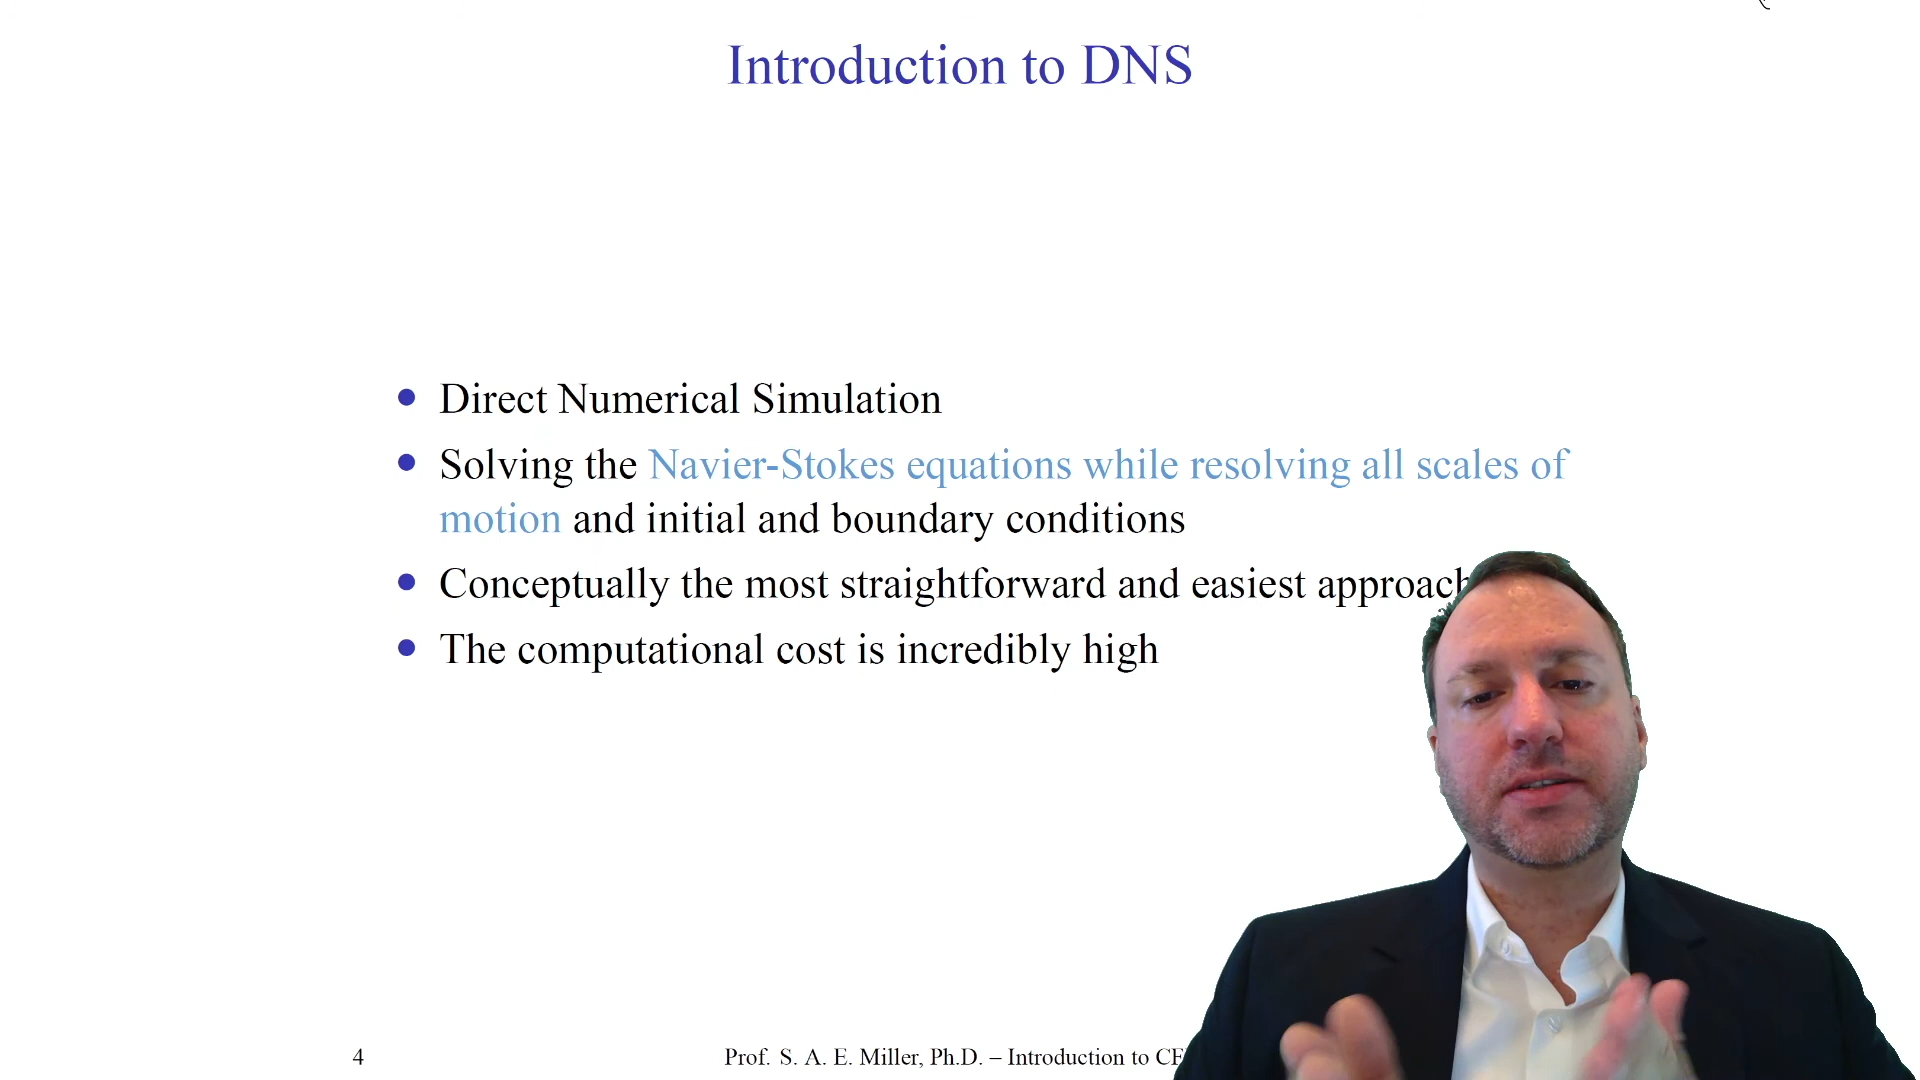 Introduction to DNS
Direct Numerical Simulation
Solving the Navier-Stokes equations while resolving all scales of
motion and initial and boundary conditions
Conceptually the most straightforward and easiest approach
The computational cost is incredibly high
4
Prof. S. A. E. Miller, Ph.D. – Introduction to